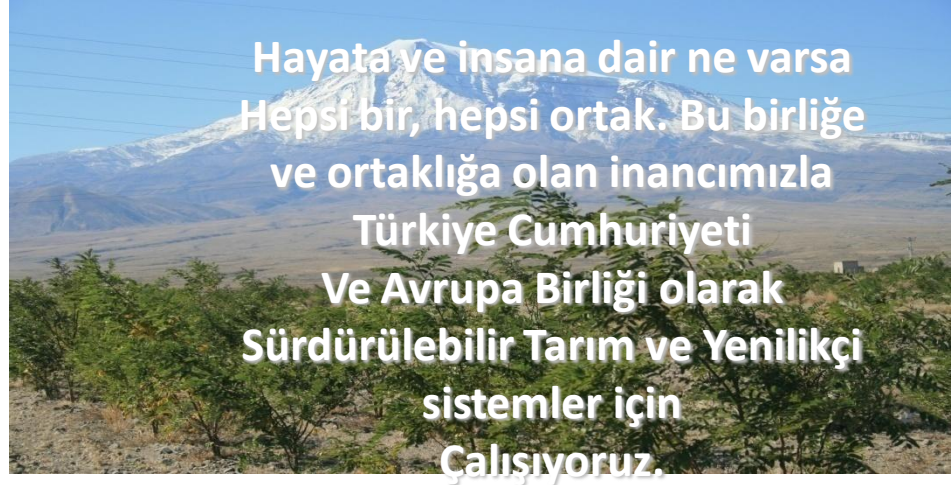 Hayata ve insana dair ne varsa
Hepsi bir, hepsi ortak. Bu birliğe
ve ortaklığa olan inancımızla
Türkiye Cumhuriyeti
Ve Avrupa Birliği olarak
Sürdürülebilir Tarım ve Yenilikçi
sistemler için
Çalışıyoruz.